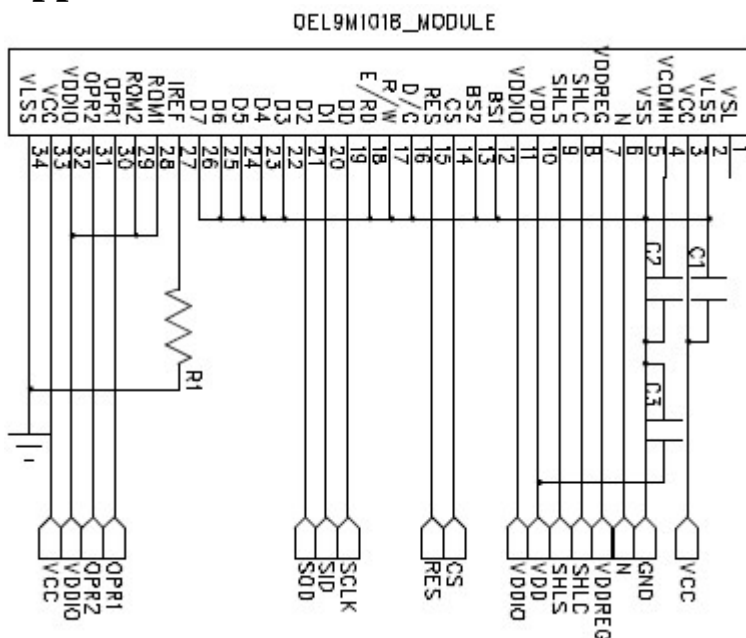 OEL9M1018_MODULE
VLSS
VCC
VDDIO
OPR2
OPR1
ROM2
ROM1
IREF
D7
D6
D5
D4
D3
D2
D1
D0
E/RD
R/W
D/C
RES
CS
BS2
BS1
VDDIO
VDD
SHLS
SHLC
VDDREG
N
VSS
VCOMH
VCC
VLSS
VSL
34
33
32
31
30
29
28
27
26
25
24
23
22
21
20
19
18
17
16
15
14
13
12
11
10
9
8
7
6
5
4
3
2
1
C2
C1
R1
C3
VCC
VDDIO
OPR2
OPR1
SOD
SID
SCLK
RES
CS
VDDIO
VDD
SHLS
SHLC
VDDREG
N
GND
VCC